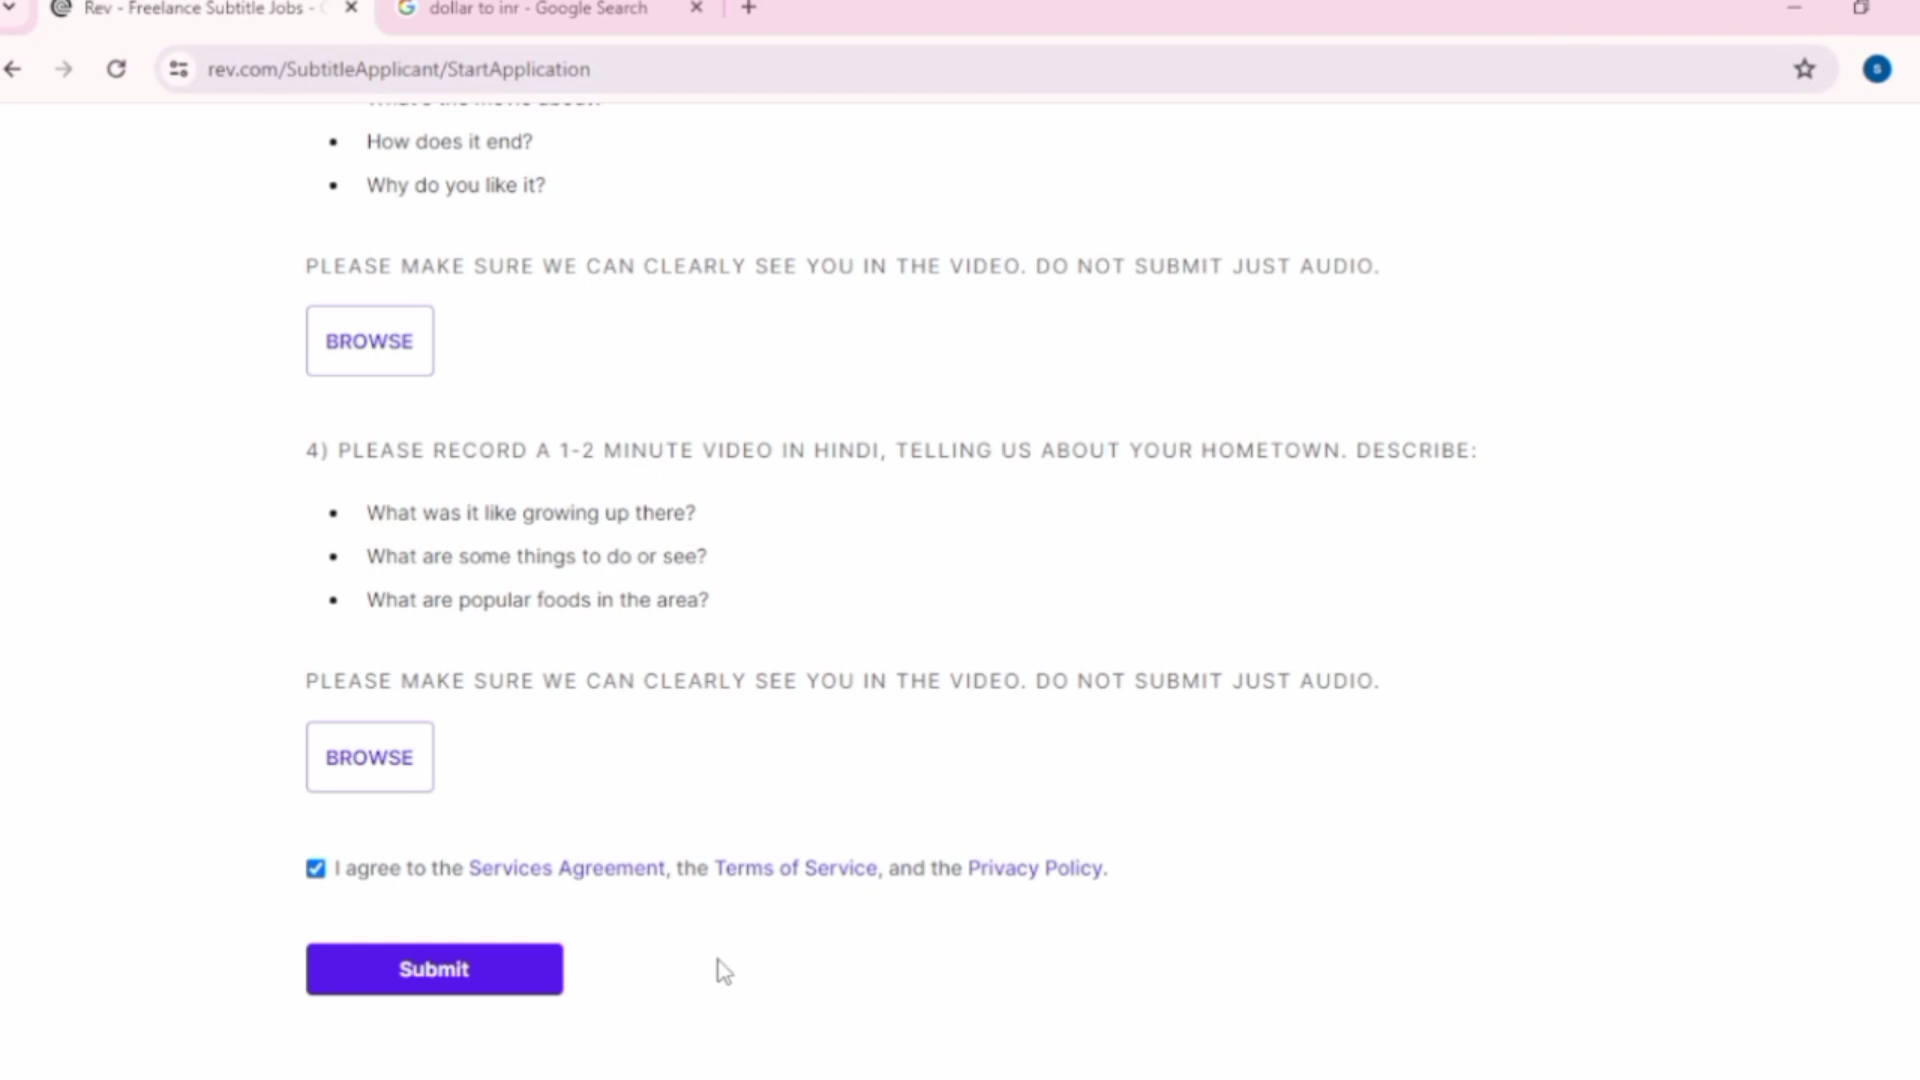 Rev - Freelance Subtitle Jobs -
dollar to inr - Google Search
rev.com/SubtitleApplicant/StartApplication
s
• How does it end?
• Why do you like it?
PLEASE MAKE SURE WE CAN CLEARLY SEE YOU IN THE VIDEO. DO NOT SUBMIT JUST AUDIO.
BROWSE
4) PLEASE RECORD A 1-2 MINUTE VIDEO IN HINDI, TELLING US ABOUT YOUR HOMETOWN. DESCRIBE:
• What was it like growing up there?
• What are some things to do or see?
• What are popular foods in the area?
PLEASE MAKE SURE WE CAN CLEARLY SEE YOU IN THE VIDEO. DO NOT SUBMIT JUST AUDIO.
BROWSE
I agree to the Services Agreement, the Terms of Service, and the Privacy Policy.
Submit